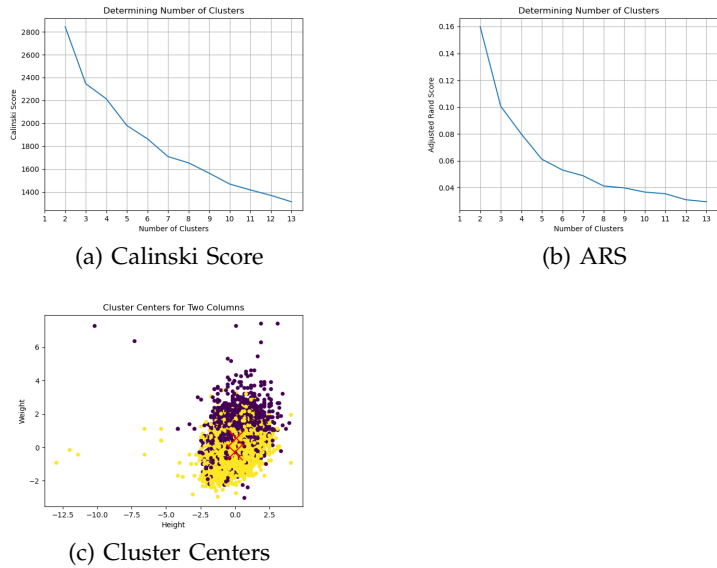 Determining Number of Clusters
2800
2600
2400
2200
2000
1800
1600
1400
Calinski Score
1 2 3 4 5 6 7 8 9 10 11 12 13
Number of Clusters
(a) Calinski Score
Determining Number of Clusters
0.16
0.14
0.12
0.10
0.08
0.06
0.04
Adjusted Rand Score
1 2 3 4 5 6 7 8 9 10 11 12 13
Number of Clusters
(b) ARS
Cluster Centers for Two Columns
6
4
2
0
−2
Weight
−12.5 −10.0 −7.5 −5.0 −2.5 0.0 2.5
Height
(c) Cluster Centers